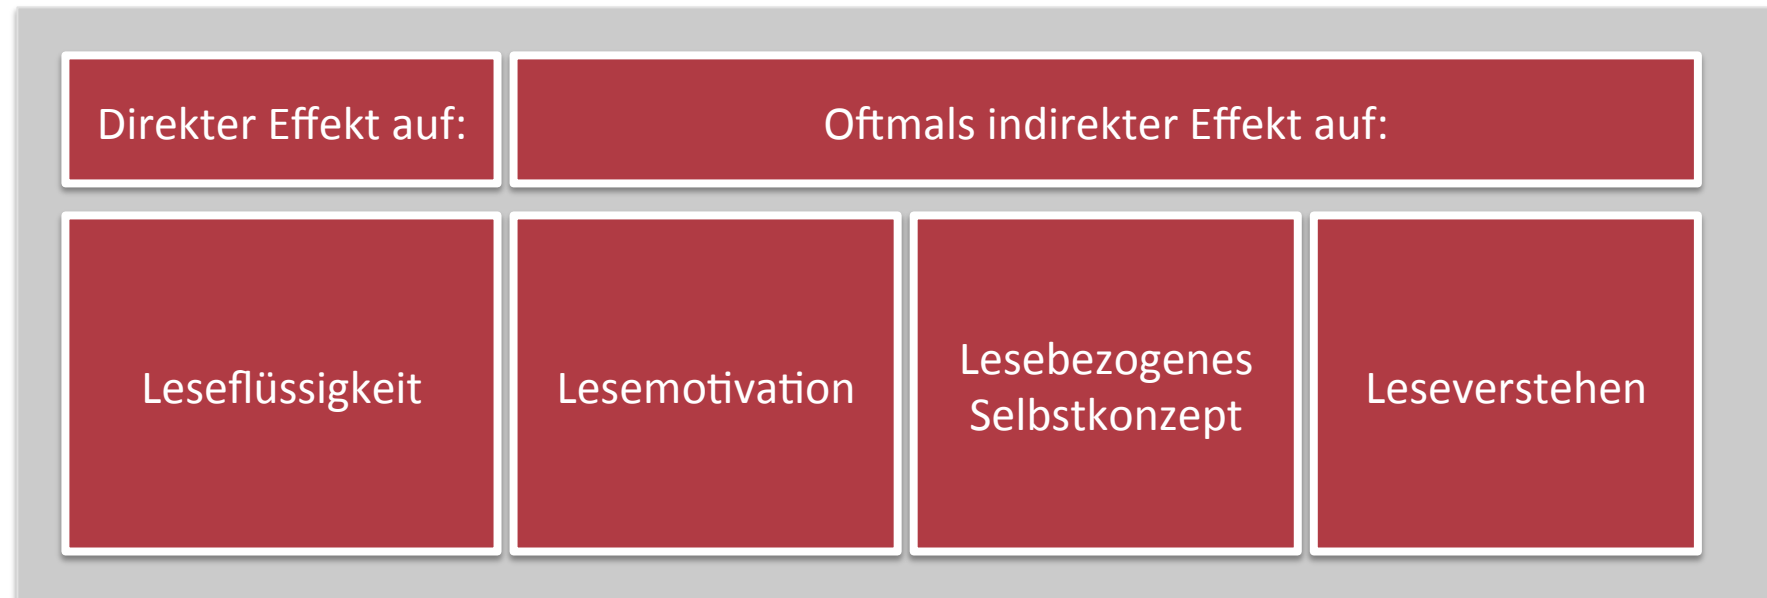 Direkter Effekt auf:
Oftmals indirekter Effekt auf:
Leseflüssigkeit
Lesemotivation
Lesebezogenes
Selbstkonzept
Leseverstehen